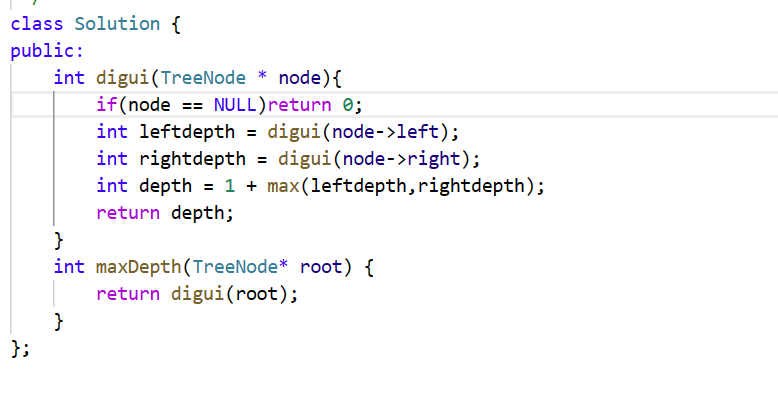 class Solution {
public:
    int digui(TreeNode * node){
        if(node == NULL)return 0;
        int leftdepth = digui(node->left);
        int rightdepth = digui(node->right);
        int depth = 1 + max(leftdepth,rightdepth);
        return depth;
    }
    int maxDepth(TreeNode* root) {
        return digui(root);
    }
};